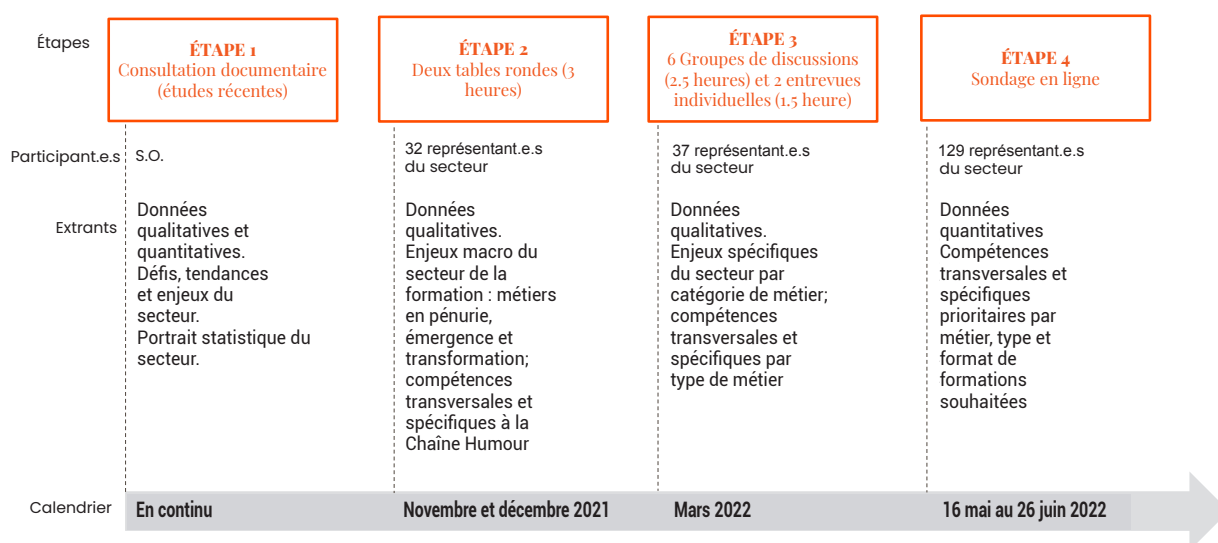 Étapes
ÉTAPE 1
Consultation documentaire
(études récentes)
ÉTAPE 2
Deux tables rondes (3
heures)
ÉTAPE 3
6 Groupes de discussions
(2.5 heures) et 2 entrevues
individuelles (1.5 heure)
ÉTAPE 4
Sondage en ligne
Participant.e.s
S.O.
32 représentant.e.s
du secteur
37 représentant.e.s
du secteur
129 représentant.e.s
du secteur
Extrants
Données
qualitatives et
quantitatives.
Défis, tendances
et enjeux du
secteur.
Portrait statistique du
secteur.
Données
qualitatives.
Enjeux macro du
secteur de la
formation : métiers
en pénurie,
émergence et
transformation;
compétences
transversales et
spécifiques à la
Chaîne Humour
Données
qualitatives.
Enjeux spécifiques
du secteur par
catégorie de métier;
compétences
transversales et
spécifiques par
type de métier
Données
quantitatives
Compétences
transversales et
spécifiques
prioritaires par
métier, type et
format de
formations
souhaitées
Calendrier
En continu
Novembre et décembre 2021
Mars 2022
16 mai au 26 juin 2022